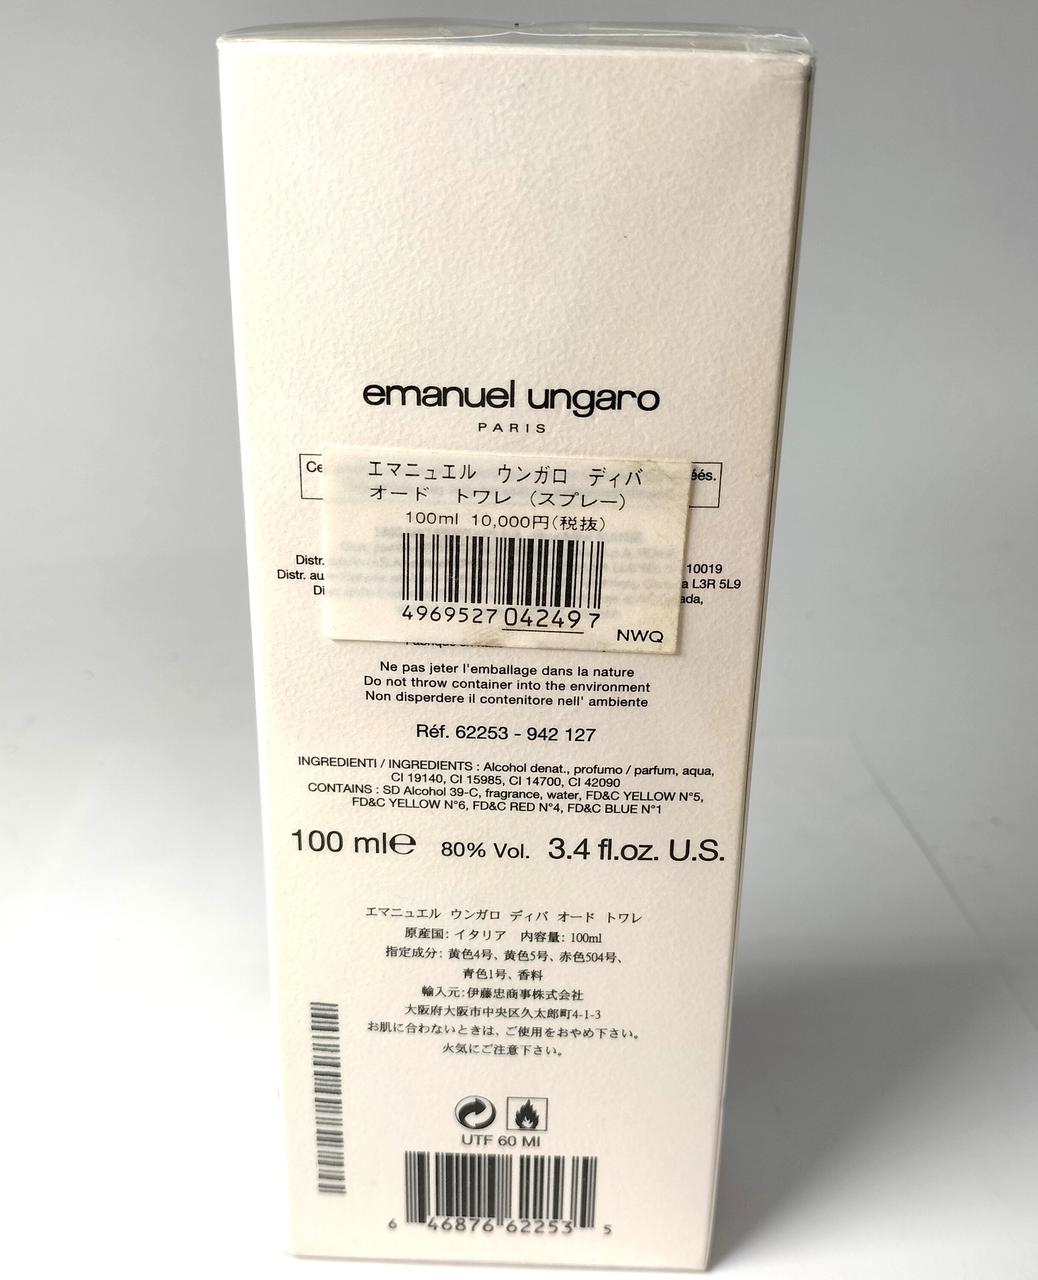 emanuel ungaro
PARIS
Ce
éés.
エマニュエル ウンガロ ディバ
オード トワレ (スプレー)
100ml 10,000円(税抜)
4969527 042497
NWQ
Distr.
10019
Distr. au
a L3R 5L9
Di
ada,
Ne pas jeter l'emballage dans la nature
Do not throw container into the environment
Non disperdere il contenitore nell' ambiente
Réf. 62253 - 942 127
INGREDIENTI / INGREDIENTS : Alcohol denat., profumo / parfum, aqua,
CI 19140, CI 15985, CI 14700, CI 42090
CONTAINS : SD Alcohol 39-C, fragrance, water, FD&C YELLOW N°5,
FD&C YELLOW N°6, FD&C RED N°4, FD&C BLUE N°1
100 ml℮ 80% Vol. 3.4 fl.oz. U.S.
エマニュエル ウンガロ ディバ オード トワレ
原産国: イタリア 内容量: 100ml
指定成分: 黄色4号、黄色5号、赤色504号、
青色1号、香料
輸入元:伊藤忠商事株式会社
大阪府大阪市中央区久太郎町4-1-3
お肌に合わないときは、ご使用をおやめ下さい。
火気にご注意下さい。
UTF 60 MI
6 46876 62253 5